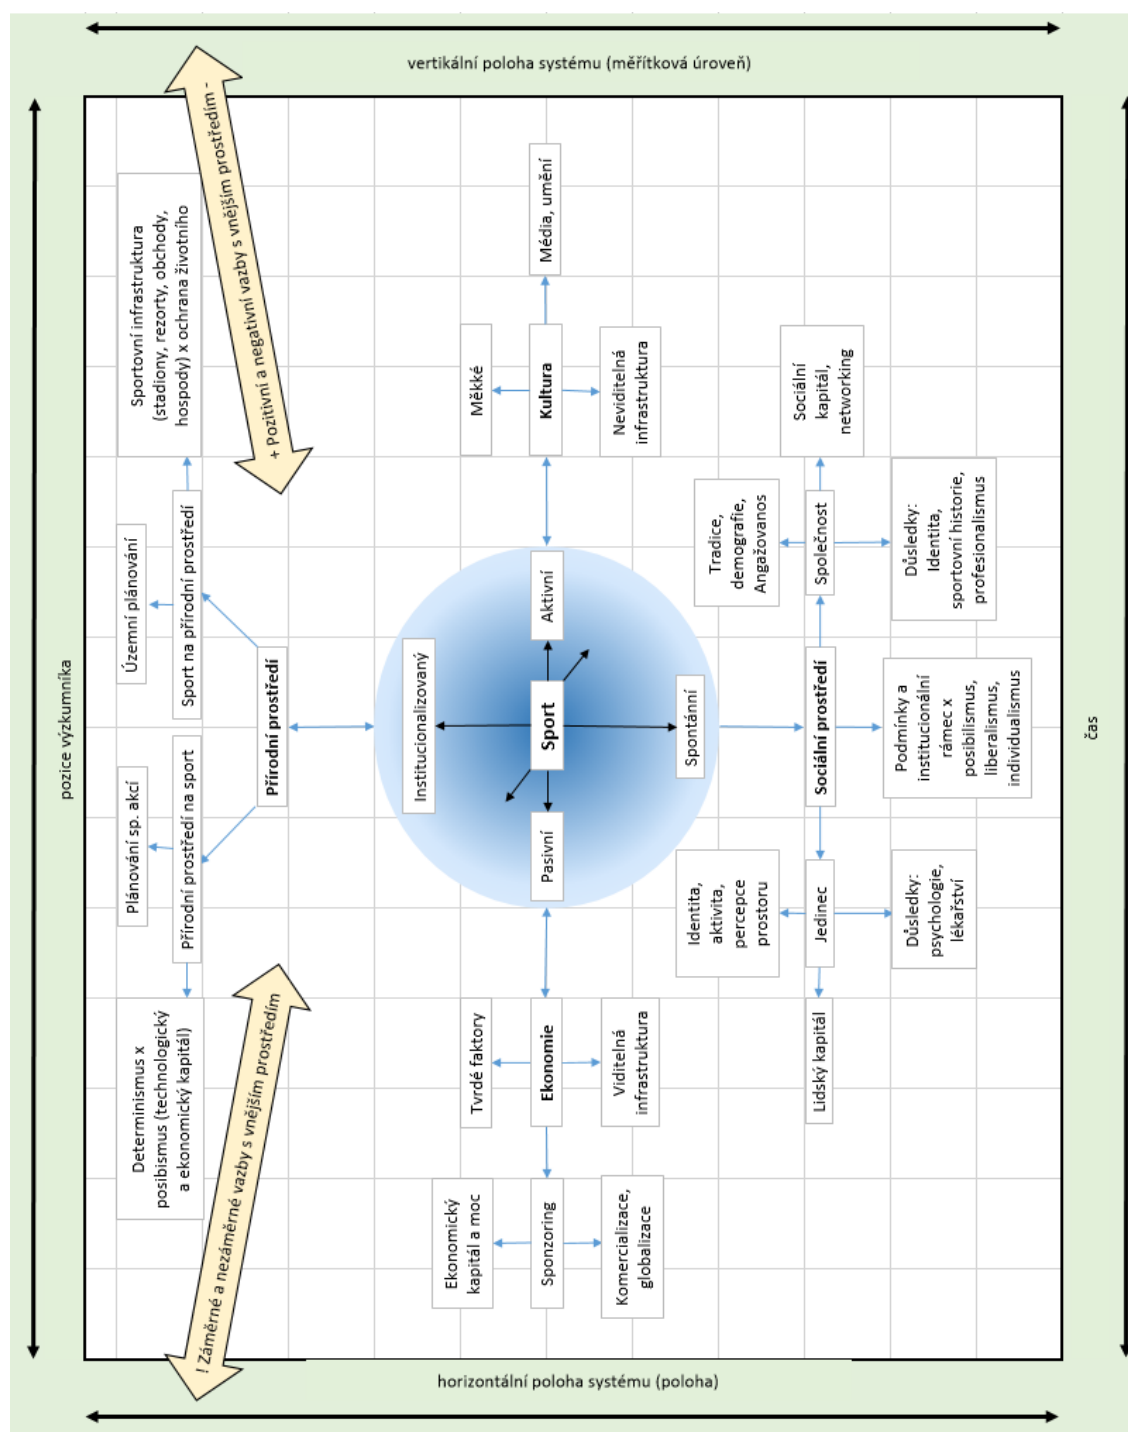 vertikální poloha systému (měřítková úroveň)
pozice výzkumníka
čas
horizontální poloha systému (poloha)
+ Pozitivní a negativní vazby s vnějším prostředím -
! Záměrné a nezáměrné vazby s vnějším prostředím
Sportovní infrastruktura
(stadiony, rezorty, obchody,
hospody) x ochrana životního
Územní plánování
Sport na přírodní prostředí
Přírodní prostředí
Plánování sp. akcí
Přírodní prostředí na sport
Determinismus x
posibismus (technologický
a ekonomický kapitál)
Média, umění
Měkké
Kultura
Neviditelná
infrastruktura
Institucionalizovaný
Aktivní
Sport
Pasivní
Spontánní
Tvrdé faktory
Ekonomie
Viditelná
infrastruktura
Ekonomický
kapitál a moc
Sponzoring
Komercializace,
globalizace
Sociální
kapitál,
networking
Tradice,
demografie,
Angažovanos
Společnost
Důsledky:
Identita,
sportovní historie,
profesionalismus
Sociální prostředí
Podmínky a
institucionální
rámec x
posibilismus,
liberalismus,
individualismus
Identita,
aktivita,
percepce
prostoru
Jedinec
Důsledky:
psychologie,
lékařství
Lidský kapitál